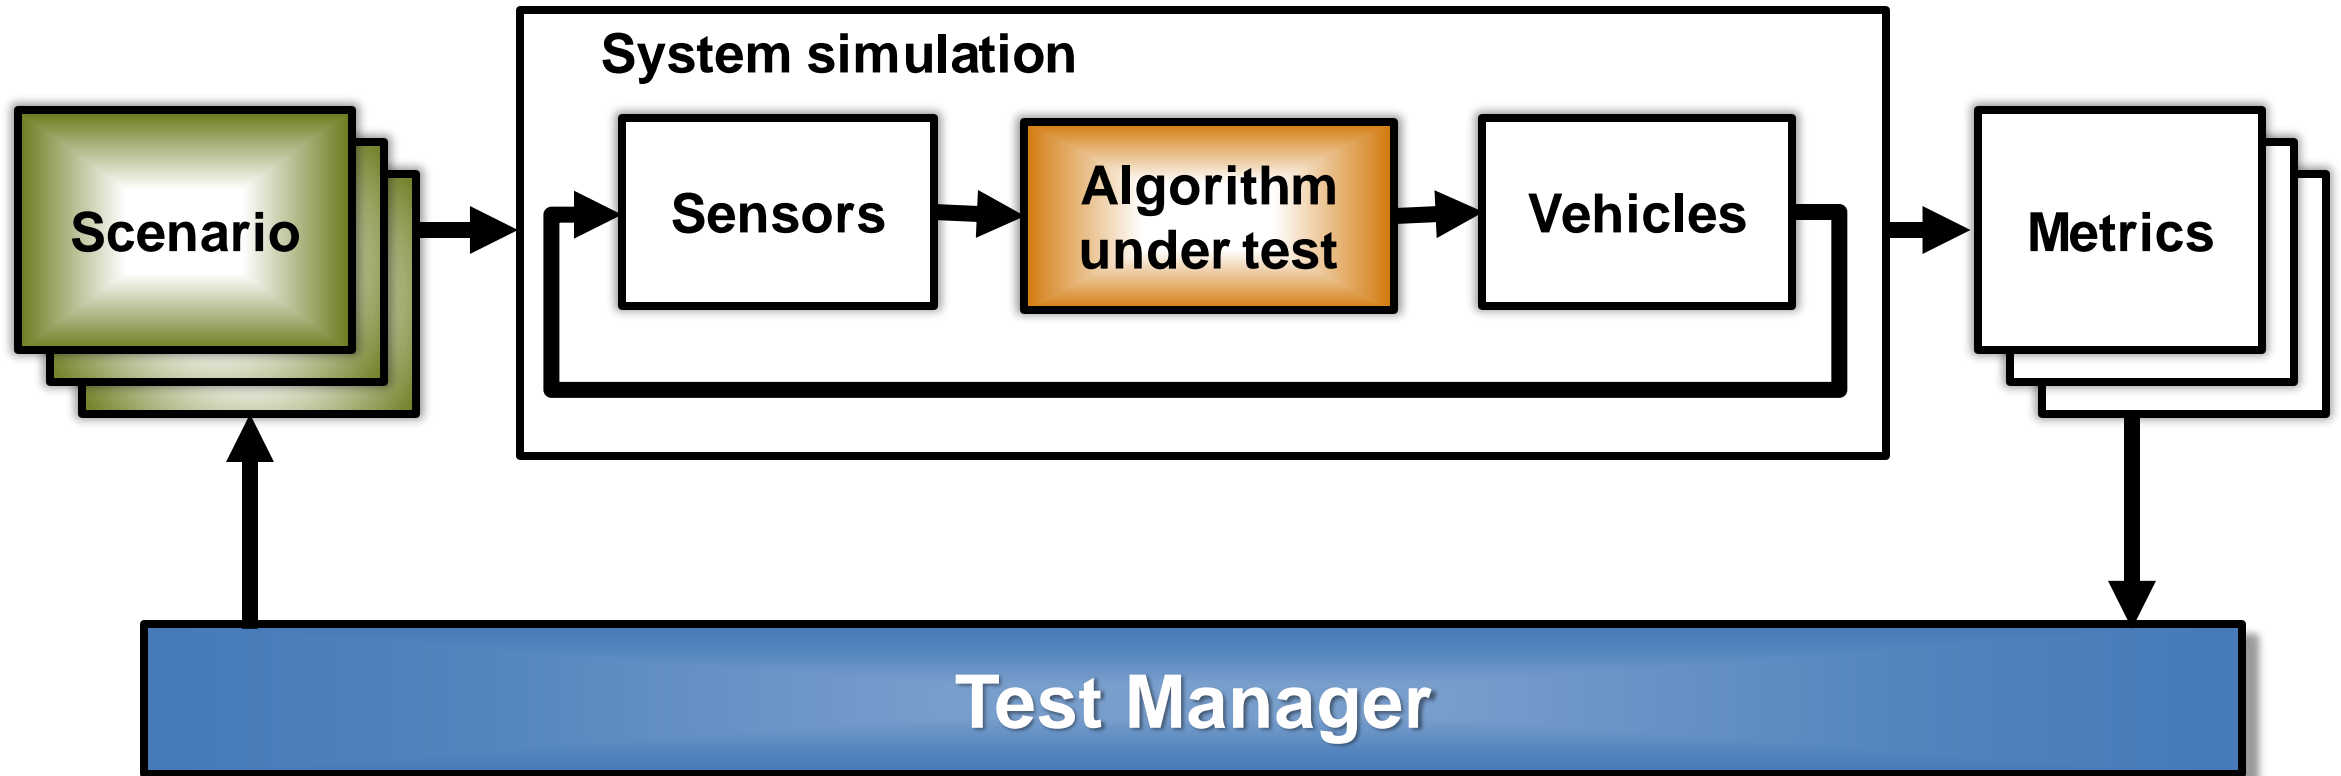 System simulation
Scenario
Sensors
Algorithm
under test
Vehicles
Metrics
Test Manager